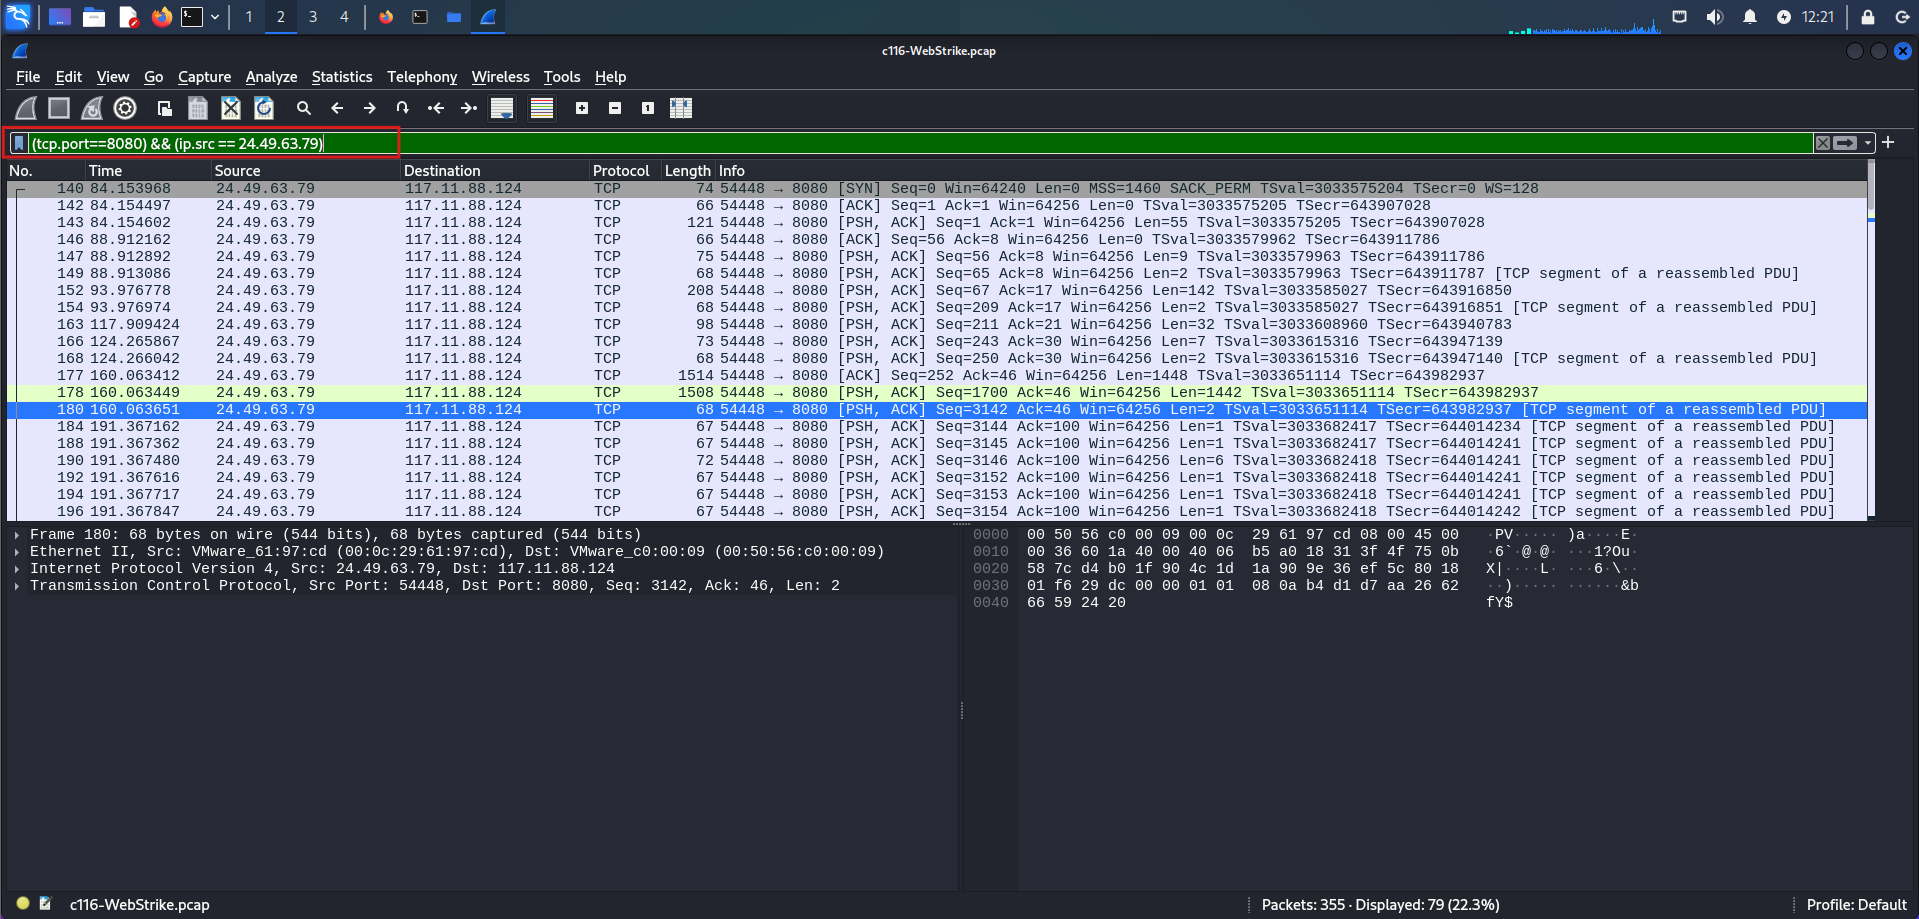 1 2 3 4 12:21
c116-WebStrike.pcap
File Edit View Go Capture Analyze Statistics Telephony Wireless Tools Help
(tcp.port==8080) && (ip.src == 24.49.63.79)
No. Time Source Destination Protocol Length Info
140 84.153968 24.49.63.79 117.11.88.124 TCP 74 54448 → 8080 [SYN] Seq=0 Win=64240 Len=0 MSS=1460 SACK_PERM TSval=3033575204 TSecr=0 WS=128
142 84.154497 24.49.63.79 117.11.88.124 TCP 66 54448 → 8080 [ACK] Seq=1 Ack=1 Win=64256 Len=0 TSval=3033575205 TSecr=643907028
143 84.154602 24.49.63.79 117.11.88.124 TCP 121 54448 → 8080 [PSH, ACK] Seq=1 Ack=1 Win=64256 Len=55 TSval=3033575205 TSecr=643907028
146 88.912162 24.49.63.79 117.11.88.124 TCP 66 54448 → 8080 [ACK] Seq=56 Ack=8 Win=64256 Len=0 TSval=3033579962 TSecr=643911786
147 88.912892 24.49.63.79 117.11.88.124 TCP 75 54448 → 8080 [PSH, ACK] Seq=56 Ack=8 Win=64256 Len=9 TSval=3033579963 TSecr=643911786
149 88.913086 24.49.63.79 117.11.88.124 TCP 68 54448 → 8080 [PSH, ACK] Seq=65 Ack=8 Win=64256 Len=2 TSval=3033579963 TSecr=643911787 [TCP segment of a reassembled PDU]
152 93.976778 24.49.63.79 117.11.88.124 TCP 208 54448 → 8080 [PSH, ACK] Seq=67 Ack=17 Win=64256 Len=142 TSval=3033585027 TSecr=643916850
154 93.976974 24.49.63.79 117.11.88.124 TCP 68 54448 → 8080 [PSH, ACK] Seq=209 Ack=17 Win=64256 Len=2 TSval=3033585027 TSecr=643916851 [TCP segment of a reassembled PDU]
163 117.909424 24.49.63.79 117.11.88.124 TCP 98 54448 → 8080 [PSH, ACK] Seq=211 Ack=21 Win=64256 Len=32 TSval=3033608960 TSecr=643940783
166 124.265867 24.49.63.79 117.11.88.124 TCP 73 54448 → 8080 [PSH, ACK] Seq=243 Ack=30 Win=64256 Len=7 TSval=3033615316 TSecr=643947139
168 124.266042 24.49.63.79 117.11.88.124 TCP 68 54448 → 8080 [PSH, ACK] Seq=250 Ack=30 Win=64256 Len=2 TSval=3033615316 TSecr=643947140 [TCP segment of a reassembled PDU]
177 160.063412 24.49.63.79 117.11.88.124 TCP 1514 54448 → 8080 [ACK] Seq=252 Ack=46 Win=64256 Len=1448 TSval=3033651114 TSecr=643982937
178 160.063449 24.49.63.79 117.11.88.124 TCP 1508 54448 → 8080 [PSH, ACK] Seq=1700 Ack=46 Win=64256 Len=1442 TSval=3033651114 TSecr=643982937
180 160.063651 24.49.63.79 117.11.88.124 TCP 68 54448 → 8080 [PSH, ACK] Seq=3142 Ack=46 Win=64256 Len=2 TSval=3033651114 TSecr=643982937 [TCP segment of a reassembled PDU]
184 191.367162 24.49.63.79 117.11.88.124 TCP 67 54448 → 8080 [PSH, ACK] Seq=3144 Ack=100 Win=64256 Len=1 TSval=3033682417 TSecr=644014234 [TCP segment of a reassembled PDU]
188 191.367362 24.49.63.79 117.11.88.124 TCP 67 54448 → 8080 [PSH, ACK] Seq=3145 Ack=100 Win=64256 Len=1 TSval=3033682418 TSecr=644014241 [TCP segment of a reassembled PDU]
190 191.367480 24.49.63.79 117.11.88.124 TCP 72 54448 → 8080 [PSH, ACK] Seq=3146 Ack=100 Win=64256 Len=6 TSval=3033682418 TSecr=644014241 [TCP segment of a reassembled PDU]
192 191.367616 24.49.63.79 117.11.88.124 TCP 67 54448 → 8080 [PSH, ACK] Seq=3152 Ack=100 Win=64256 Len=1 TSval=3033682418 TSecr=644014241 [TCP segment of a reassembled PDU]
194 191.367717 24.49.63.79 117.11.88.124 TCP 67 54448 → 8080 [PSH, ACK] Seq=3153 Ack=100 Win=64256 Len=1 TSval=3033682418 TSecr=644014241 [TCP segment of a reassembled PDU]
196 191.367847 24.49.63.79 117.11.88.124 TCP 67 54448 → 8080 [PSH, ACK] Seq=3154 Ack=100 Win=64256 Len=1 TSval=3033682418 TSecr=644014242 [TCP segment of a reassembled PDU]
Frame 180: 68 bytes on wire (544 bits), 68 bytes captured (544 bits)
Ethernet II, Src: VMware_61:97:cd (00:0c:29:61:97:cd), Dst: VMware_c0:00:09 (00:50:56:c0:00:09)
Internet Protocol Version 4, Src: 24.49.63.79, Dst: 117.11.88.124
Transmission Control Protocol, Src Port: 54448, Dst Port: 8080, Seq: 3142, Ack: 46, Len: 2
0000 00 50 56 c0 00 09 00 0c 29 61 97 cd 08 00 45 00 ·PV····· )a····E·
0010 00 36 60 1a 40 00 40 06 b5 a0 18 31 3f 4f 75 0b ·6`·@·@· ···1?Ou·
0020 58 7c d4 b0 1f 90 4c 1d 1a 90 9e 36 ef 5c 80 18 X|····L· ···6·\··
0030 01 f6 29 dc 00 00 01 01 08 0a b4 d1 d7 aa 26 62 ··)····· ······&b
0040 66 59 24 20 fY$
c116-WebStrike.pcap Packets: 355 · Displayed: 79 (22.3%) Profile: Default